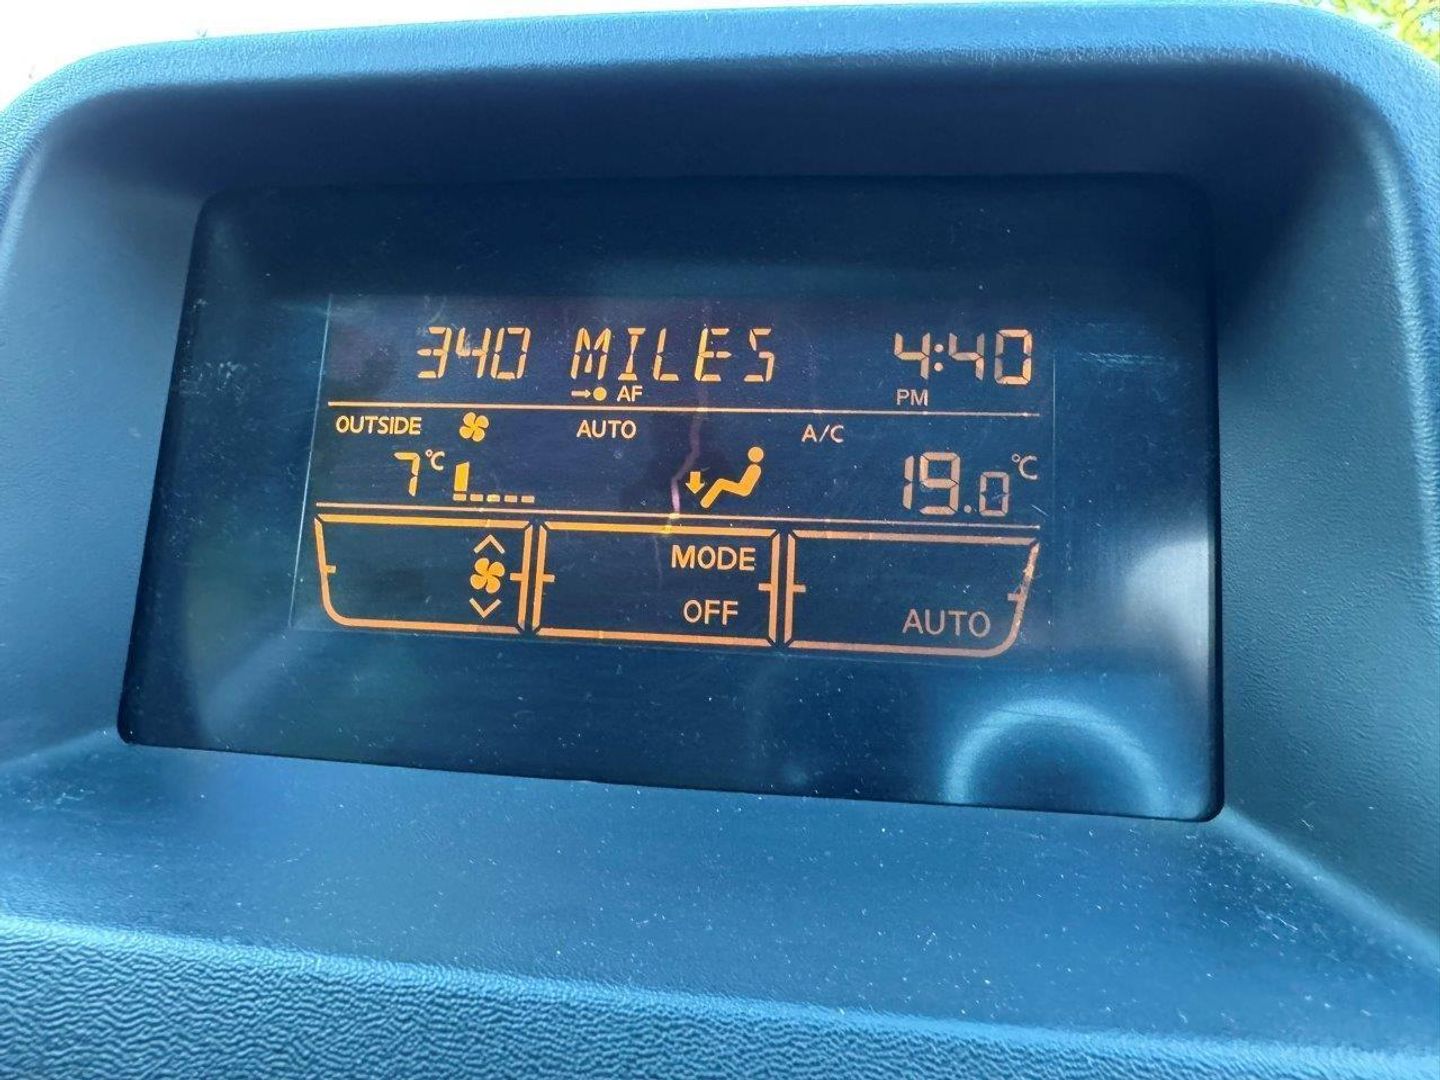 340 MILES 4:40
AF PM
OUTSIDE AUTO A/C
7°C 19.0°C
MODE
OFF AUTO